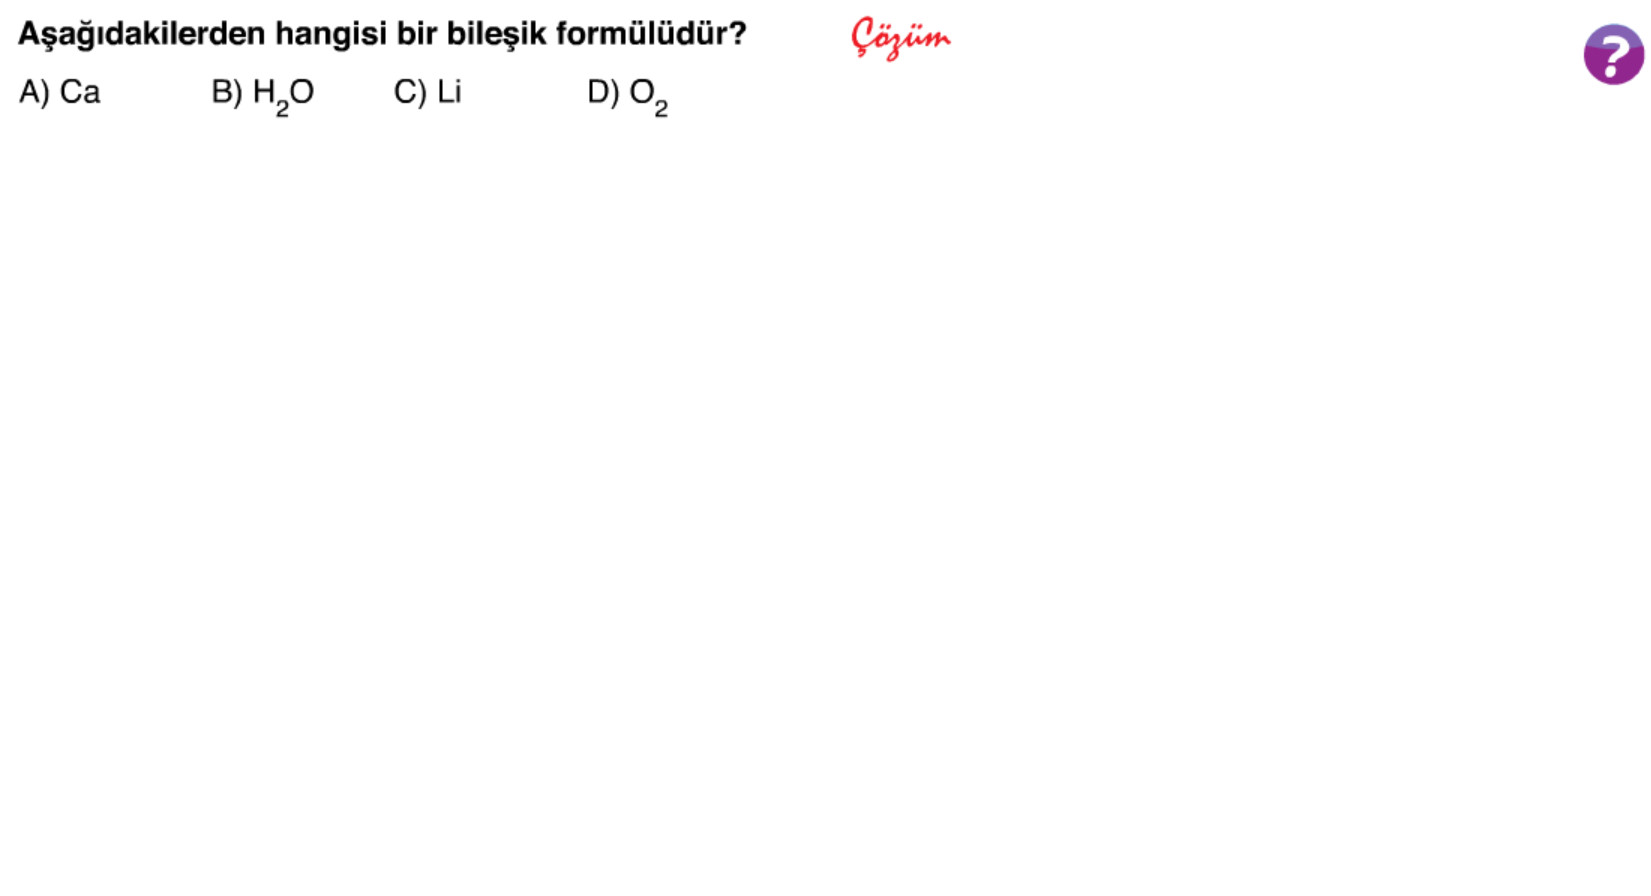 Aşağıdakilerden hangisi bir bileşik formülüdür?
Çözüm
A) Ca B) H₂O C) Li D) O₂
?